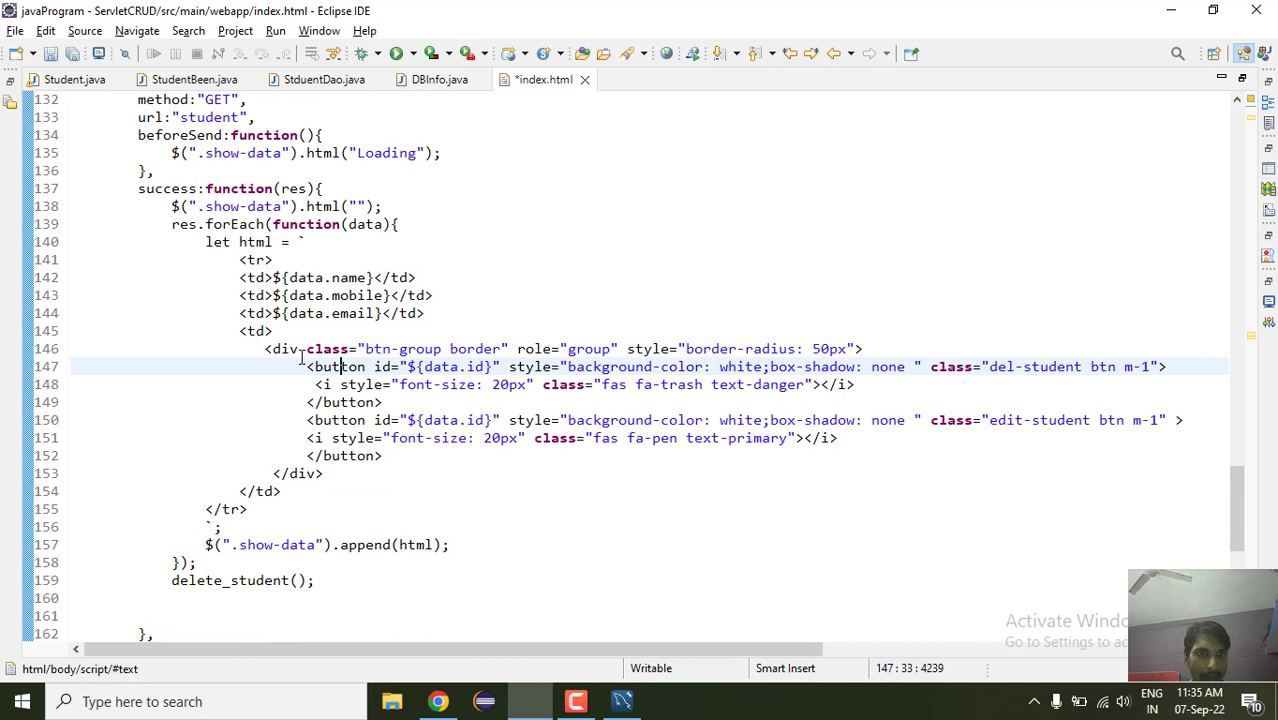 javaProgram - ServletCRUD/src/main/webapp/index.html - Eclipse IDE
File Edit Source Navigate Search Project Run Window Help
Student.java StudentBeen.java StduentDao.java DBInfo.java *index.html
132 method:"GET",
133 url:"student",
134 beforeSend:function(){
135 $(".show-data").html("Loading");
136 },
137 success:function(res){
138 $(".show-data").html("");
139 res.forEach(function(data){
140 let html = `
141 <tr>
142 <td>${data.name}</td>
143 <td>${data.mobile}</td>
144 <td>${data.email}</td>
145 <td>
146 <div class="btn-group border" role="group" style="border-radius: 50px">
147 <button id="${data.id}" style="background-color: white;box-shadow: none " class="del-student btn m-1">
148 <i style="font-size: 20px" class="fas fa-trash text-danger"></i>
149 </button>
150 <button id="${data.id}" style="background-color: white;box-shadow: none " class="edit-student btn m-1" >
151 <i style="font-size: 20px" class="fas fa-pen text-primary"></i>
152 </button>
153 </div>
154 </td>
155 </tr>
156 `;
157 $(".show-data").append(html);
158 });
159 delete_student();
160
161
162 },
Activate Windo
Go to Settings to ac
html/body/script/#text Writable Smart Insert 147 : 33 : 4239
Type here to search
ENG
IN
11:35 AM
07-Sep-22
10